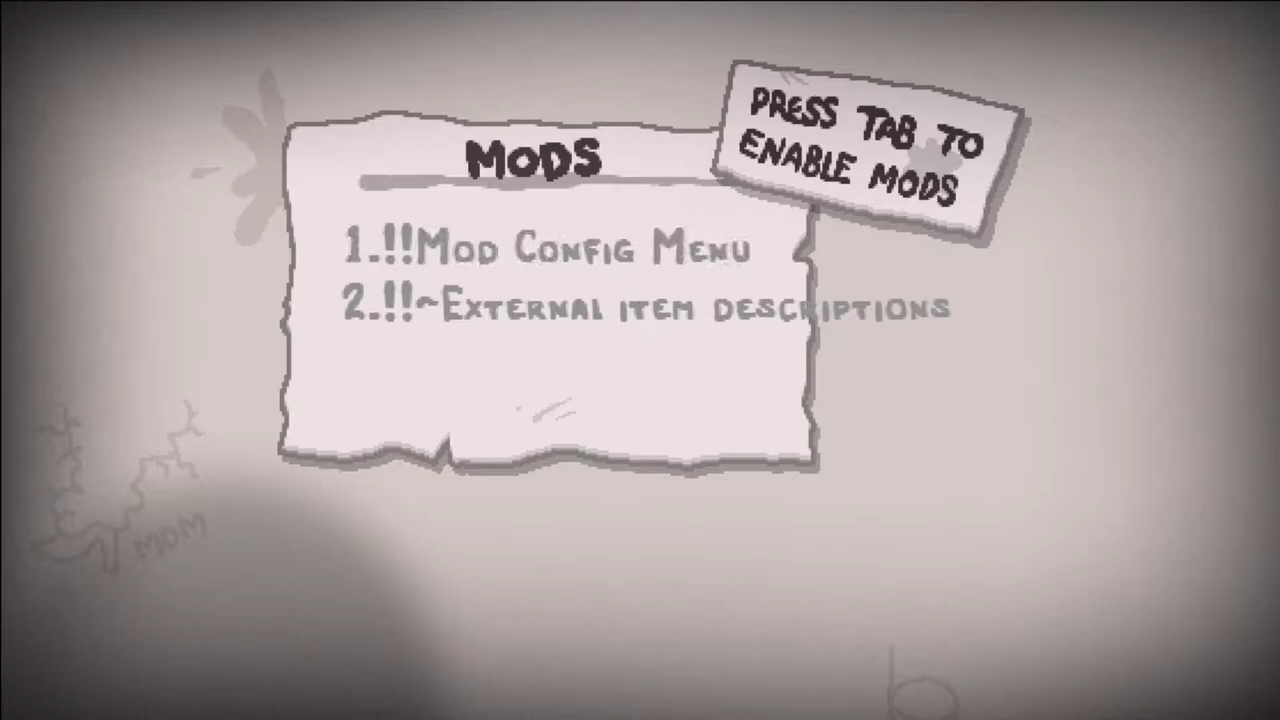 PRESS TAB TO
ENABLE MODS
MODS
1.!!MOD CONFIG MENU
2.!!~EXTERNAL ITEM DESCRIPTIONS
MOM